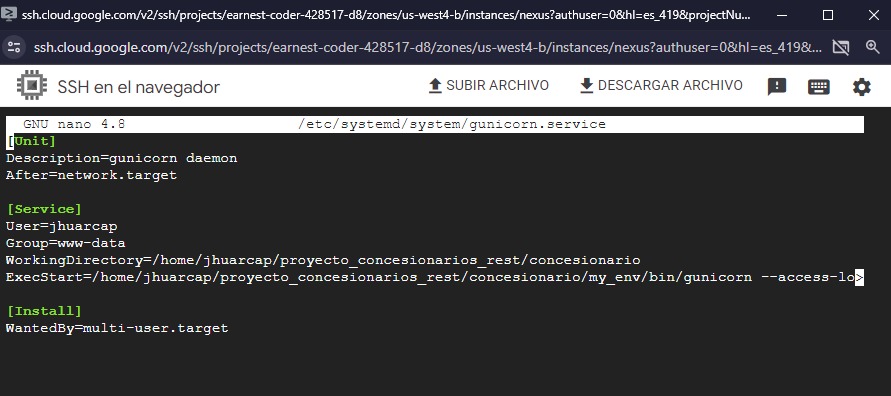 ssh.cloud.google.com/v2/ssh/projects/earnest-coder-428517-d8/zones/us-west4-b/instances/nexus?authuser=0&hl=es_419&projectNu...
ssh.cloud.google.com/v2/ssh/projects/earnest-coder-428517-d8/zones/us-west4-b/instances/nexus?authuser=0&hl=es_419&...
SSH en el navegador
SUBIR ARCHIVO
DESCARGAR ARCHIVO
GNU nano 4.8 /etc/systemd/system/gunicorn.service
[Unit]
Description=gunicorn daemon
After=network.target
[Service]
User=jhuarcap
Group=www-data
WorkingDirectory=/home/jhuarcap/proyecto_concesionarios_rest/concesionario
ExecStart=/home/jhuarcap/proyecto_concesionarios_rest/concesionario/my_env/bin/gunicorn --access-lo>
[Install]
WantedBy=multi-user.target